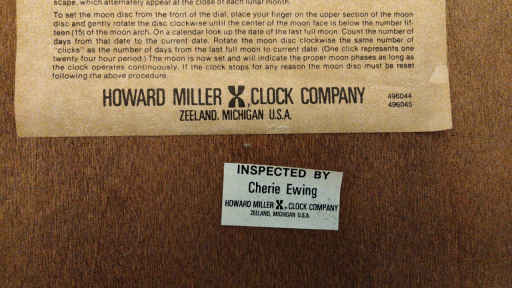 scape, which alternately appear at the close of each lunar month.
To set the moon disc from the front of the dial, place your finger on the upper section of the moon
disc and gently rotate the disc clockwise until the center of the moon face is below the number fif-
teen (15) of the moon arch. On a calendar look up the date of the last full moon. Count the number of
days from that date to the current date. Rotate the moon disc clockwise the same number of
"clicks" as the number of days from the last full moon to current date. (One click represents one
twenty-four hour period.) The moon is now set and will indicate the proper moon phases as long as
the clock operates continuously. If the clock stops for any reason the moon disc must be reset
following the above procedure.
HOWARD MILLER CLOCK COMPANY
ZEELAND, MICHIGAN U.S.A.
496044
496045
INSPECTED BY
Cherie Ewing
HOWARD MILLER CLOCK COMPANY
ZEELAND, MICHIGAN U.S.A.